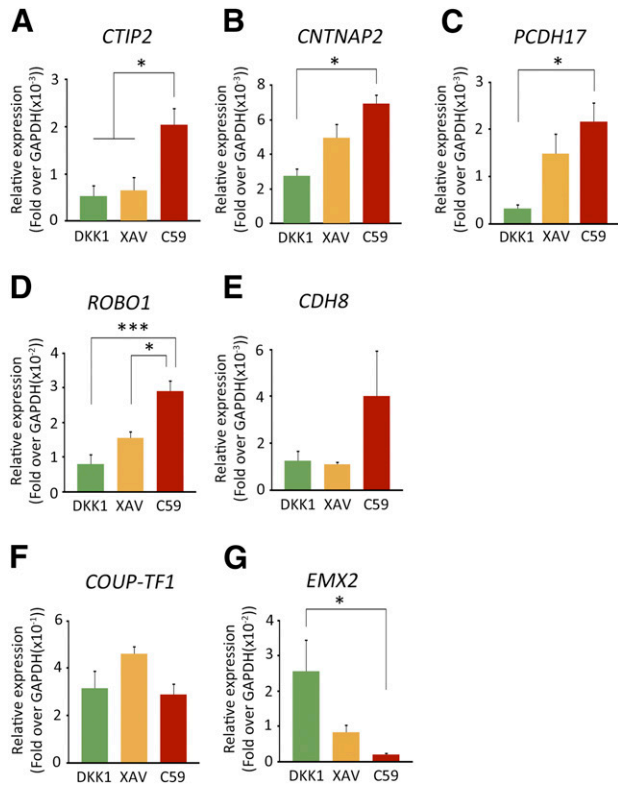 A
CTIP2
*
Relative expression
(Fold over GAPDH(x10⁻³))
3
2
1
0
DKK1 XAV C59
B
CNTNAP2
*
Relative expression
(Fold over GAPDH(x10⁻³))
8
6
4
2
0
DKK1 XAV C59
C
PCDH17
*
Relative expression
(Fold over GAPDH(x10⁻³))
3
2
1
0
DKK1 XAV C59
D
ROBO1
***
*
Relative expression
(Fold over GAPDH(x10⁻²))
4
3
2
1
0
DKK1 XAV C59
E
CDH8
Relative expression
(Fold over GAPDH(x10⁻³))
6
4
2
0
DKK1 XAV C59
F
COUP-TF1
Relative expression
(Fold over GAPDH(x10⁻¹))
6
4
2
0
DKK1 XAV C59
G
EMX2
*
Relative expression
(Fold over GAPDH(x10⁻²))
4
3
2
1
0
DKK1 XAV C59